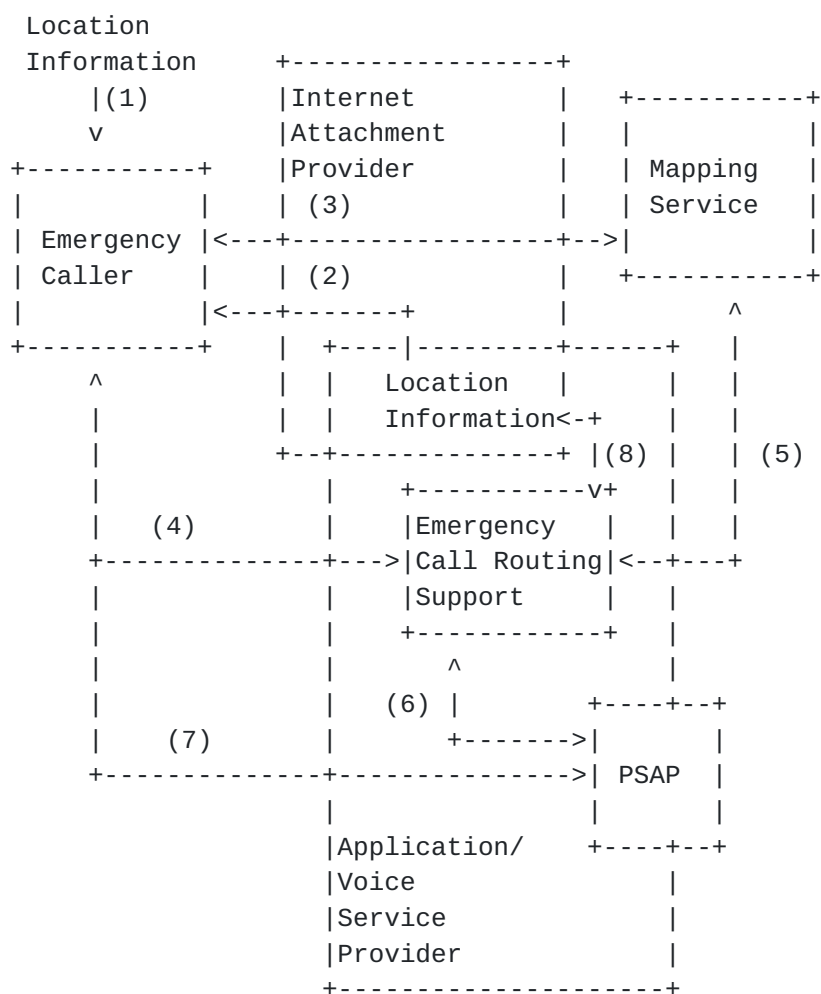 Location
Information
(1)
Internet
Attachment
Provider
Mapping
(3)
Service
Emergency
Caller
(2)
Location
Information
(8)
(5)
(4)
Emergency
Call Routing
Support
(6)
(7)
PSAP
Application/
Voice
Service
Provider